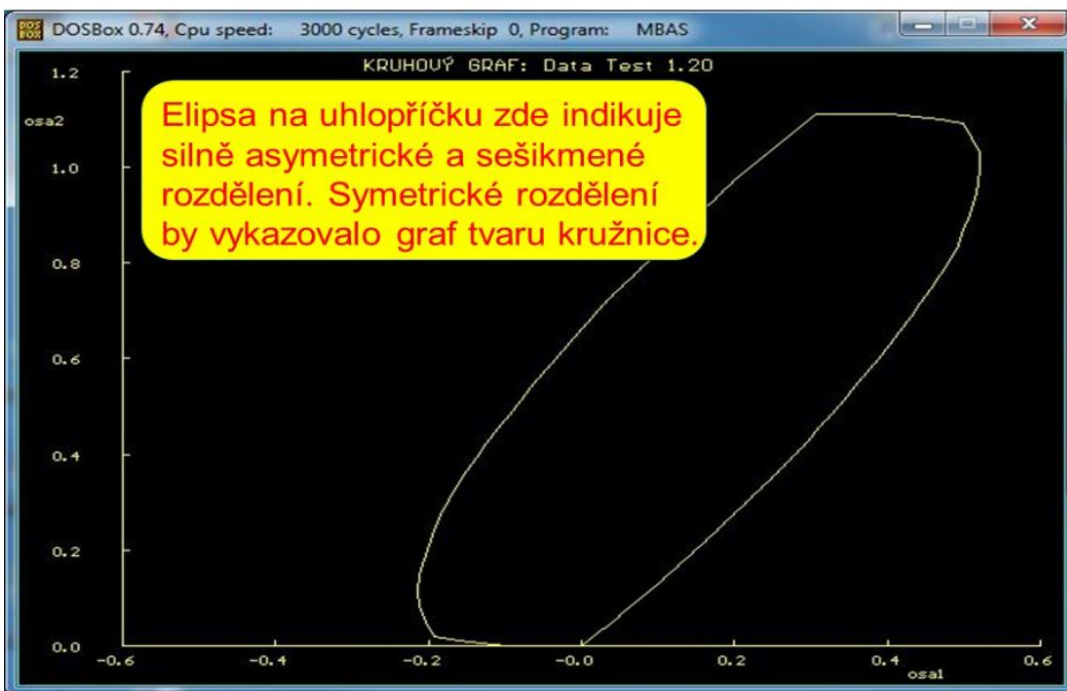 DOSBox 0.74, Cpu speed: 3000 cycles, Frameskip 0, Program: MBAS
KRUHOVÝ GRAF: Data Test 1.20
1.2
osa2
Elipsa na uhlopříčku zde indikuje
silně asymetrické a sešikmené
rozdělení. Symetrické rozdělení
by vykazovalo graf tvaru kružnice.
1.0
0.8
0.6
0.4
0.2
0.0
-0.6 -0.4 -0.2 -0.0 0.2 0.4 0.6
osa1